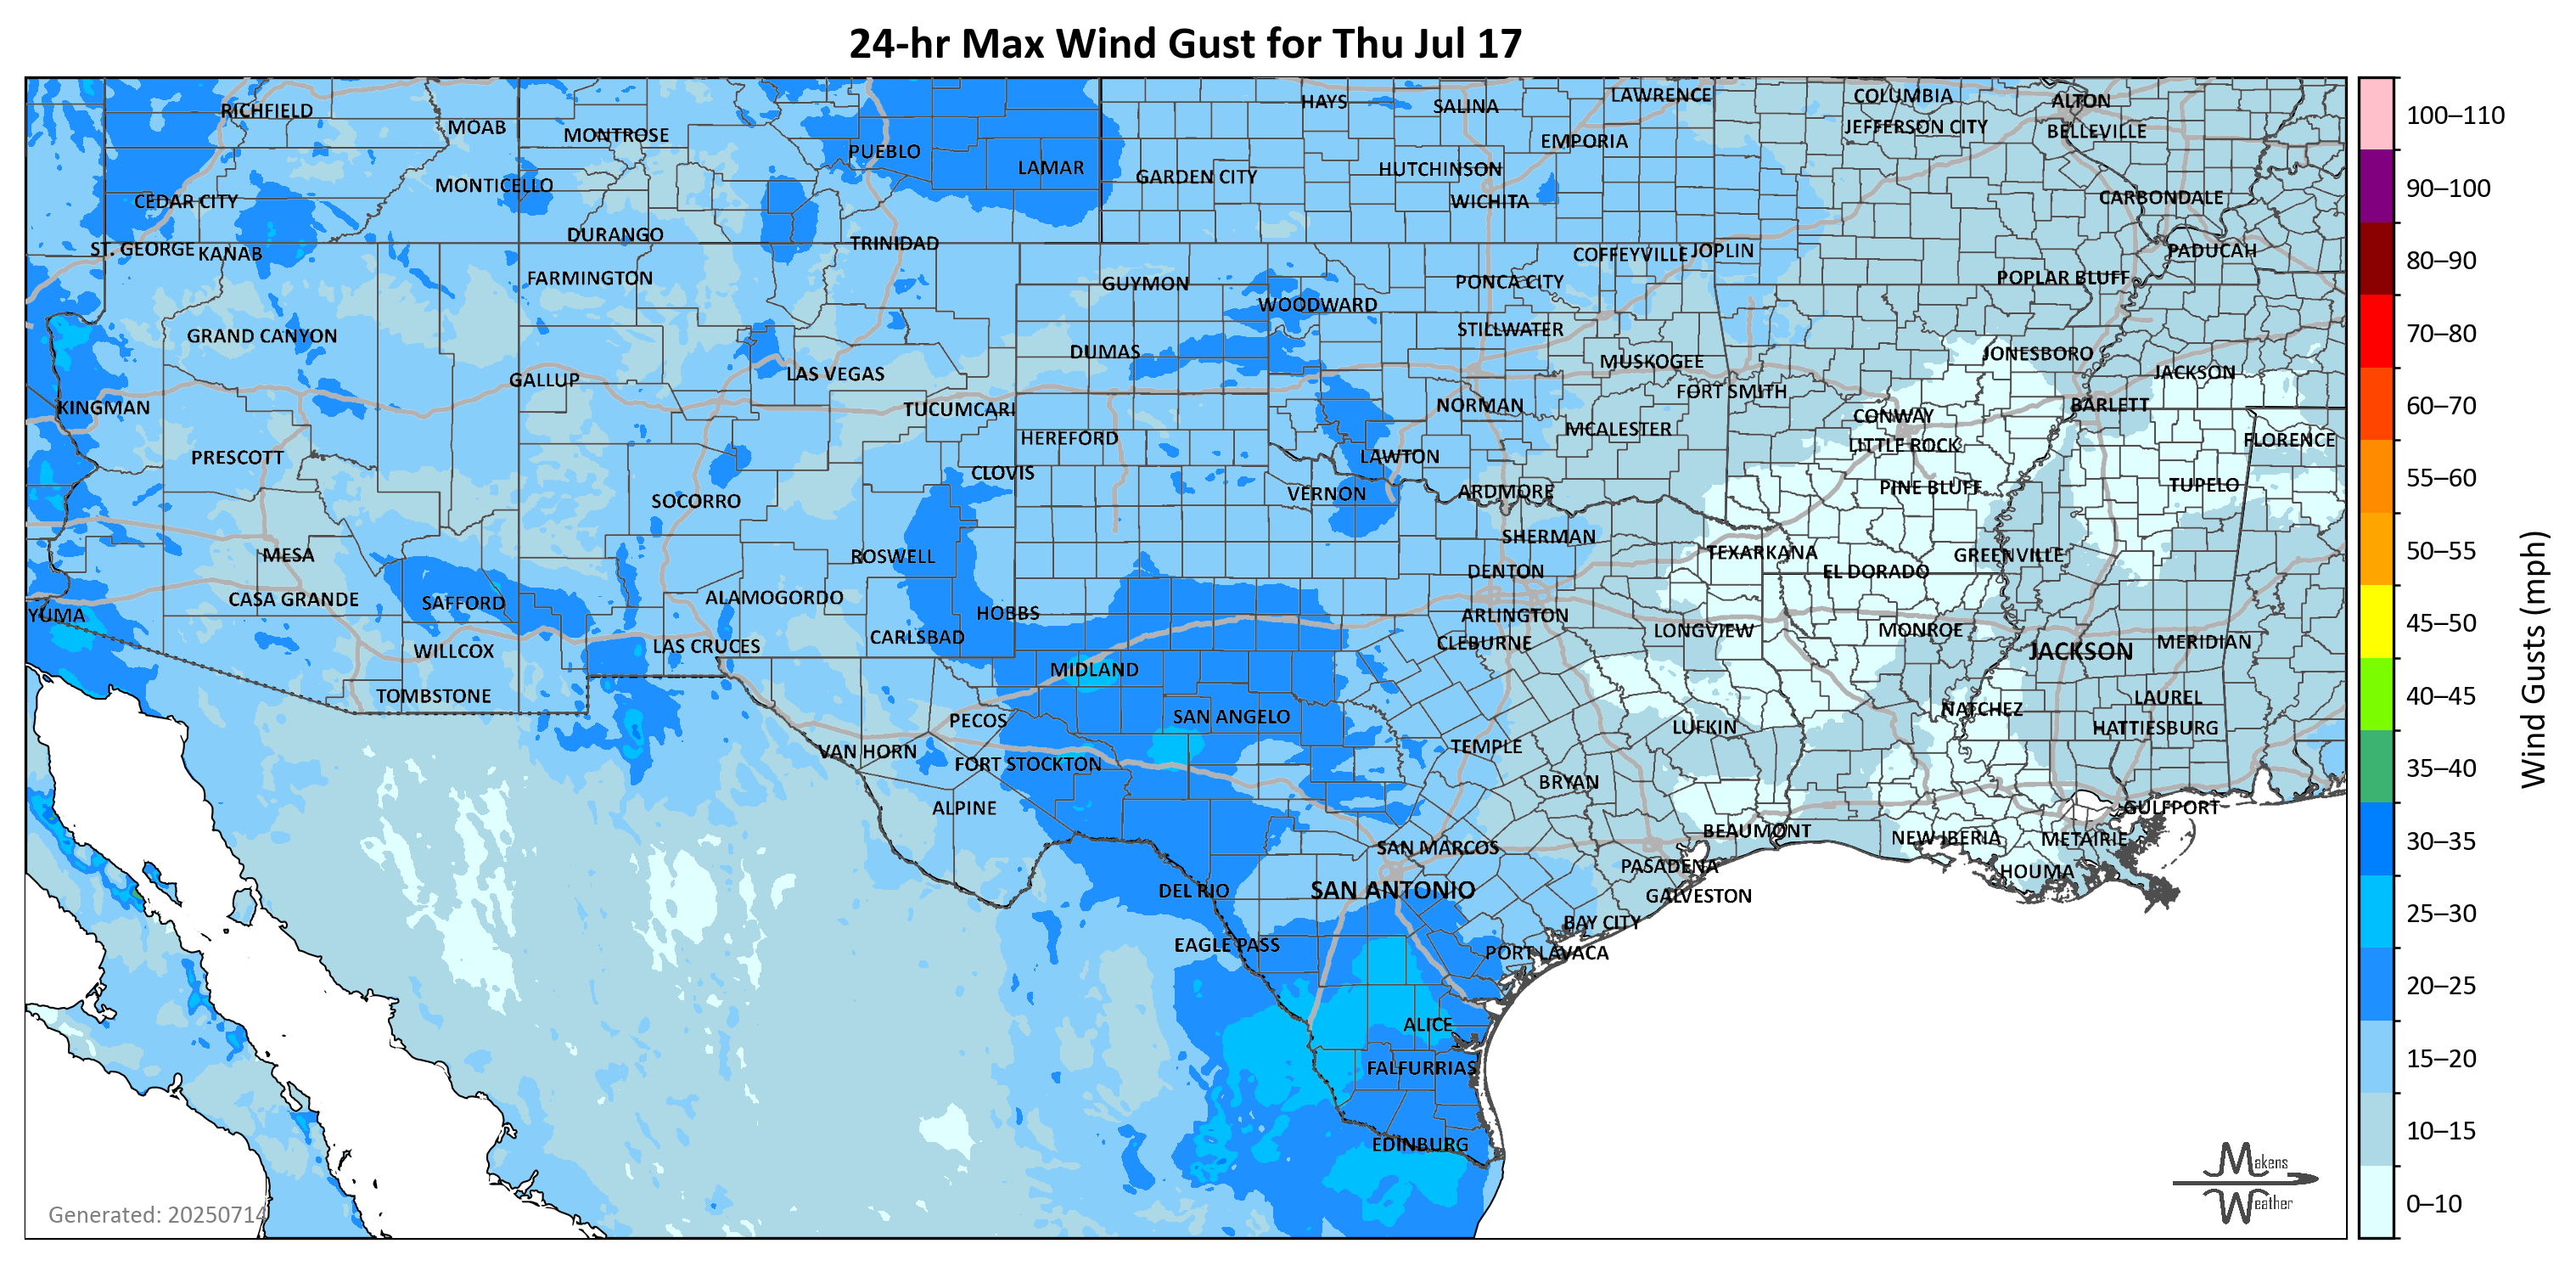 24-hr Max Wind Gust for Thu Jul 17
RICHFIELD
MOAB
MONTROSE
PUEBLO
LAMAR
HAYS
SALINA
LAWRENCE
COLUMBIA
ALTON
JEFFERSON CITY
BELLEVILLE
EMPORIA
GARDEN CITY
HUTCHINSON
MONTICELLO
CEDAR CITY
WICHITA
CARBONDALE
DURANGO
TRINIDAD
ST. GEORGE
KANAB
COFFEYVILLE
JOPLIN
PADUCAH
FARMINGTON
GUYMON
PONCA CITY
POPLAR BLUFF
WOODWARD
GRAND CANYON
STILLWATER
DUMAS
MUSKOGEE
JONESBORO
GALLUP
LAS VEGAS
JACKSON
FORT SMITH
KINGMAN
TUCUMCARI
NORMAN
CONWAY
BARLETT
HEREFORD
MCALESTER
LITTLE ROCK
FLORENCE
PRESCOTT
CLOVIS
LAWTON
SOCORRO
VERNON
ARDMORE
PINE BLUFF
TUPELO
MESA
ROSWELL
SHERMAN
TEXARKANA
GREENVILLE
DENTON
EL DORADO
CASA GRANDE
SAFFORD
ALAMOGORDO
YUMA
HOBBS
ARLINGTON
WILLCOX
LAS CRUCES
CARLSBAD
CLEBURNE
LONGVIEW
MONROE
JACKSON
MERIDIAN
MIDLAND
TOMBSTONE
PECOS
SAN ANGELO
NATCHEZ
LAUREL
LUFKIN
HATTIESBURG
VAN HORN
FORT STOCKTON
TEMPLE
BRYAN
ALPINE
GULFPORT
BEAUMONT
NEW IBERIA
METAIRIE
SAN MARCOS
PASADENA
HOUMA
DEL RIO
SAN ANTONIO
GALVESTON
BAY CITY
EAGLE PASS
PORT LAVACA
ALICE
FALFURRIAS
EDINBURG
Generated: 20250714
Makens
Weather
100–110
90–100
80–90
70–80
60–70
55–60
50–55
45–50
40–45
35–40
30–35
25–30
20–25
15–20
10–15
0–10
Wind Gusts (mph)